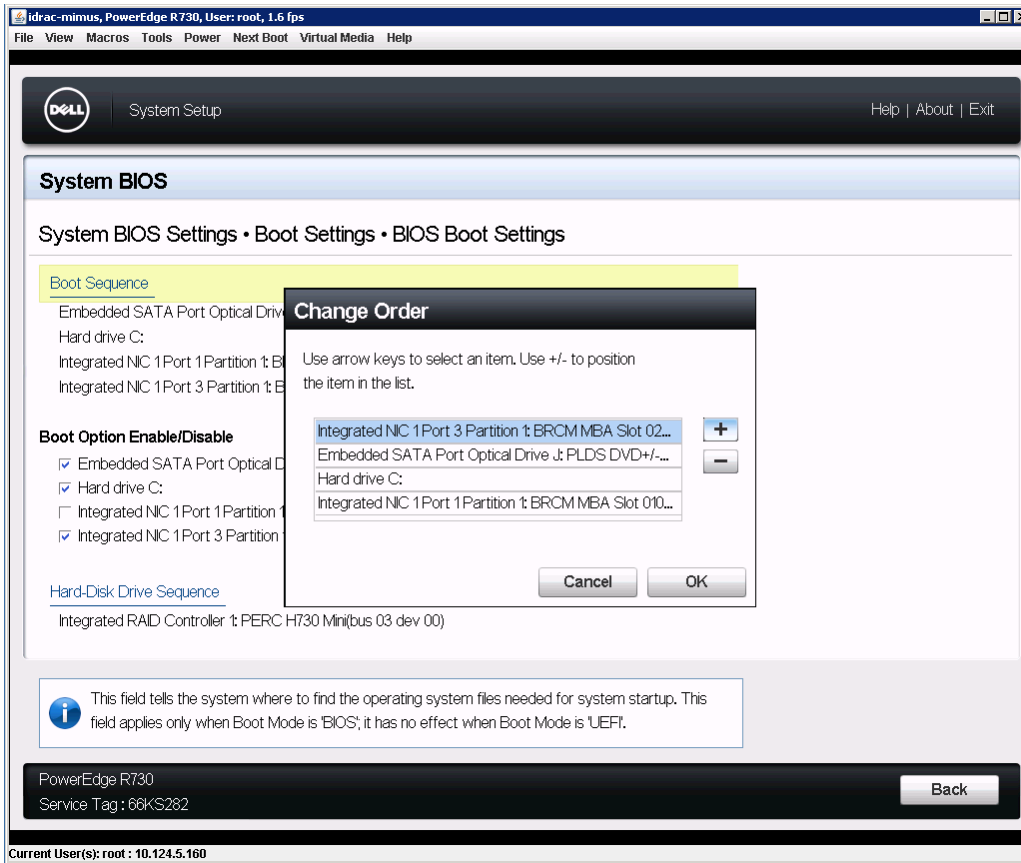 idrac-mimus, PowerEdge R730, User: root, 1.6 fps
File View Macros Tools Power Next Boot Virtual Media Help
DELL
System Setup
Help | About | Exit
System BIOS
System BIOS Settings • Boot Settings • BIOS Boot Settings
Boot Sequence
Embedded SATA Port Optical Driv
Hard drive C:
Integrated NIC 1 Port 1 Partition 1: B
Integrated NIC 1 Port 3 Partition 1: B
Boot Option Enable/Disable
Embedded SATA Port Optical D
Hard drive C:
Integrated NIC 1 Port 1 Partition 1
Integrated NIC 1 Port 3 Partition
Hard-Disk Drive Sequence
Integrated RAID Controller 1: PERC H730 Mini(bus 03 dev 00)
Change Order
Use arrow keys to select an item. Use +/- to position
the item in the list.
Integrated NIC 1 Port 3 Partition 1: BRCM MBA Slot 02...
Embedded SATA Port Optical Drive J: PLDS DVD+/-...
Hard drive C:
Integrated NIC 1 Port 1 Partition 1: BRCM MBA Slot 010...
+
−
Cancel
OK
This field tells the system where to find the operating system files needed for system startup. This
field applies only when Boot Mode is 'BIOS'; it has no effect when Boot Mode is 'UEFI'.
PowerEdge R730
Service Tag : 66KS282
Back
Current User(s): root : 10.124.5.160